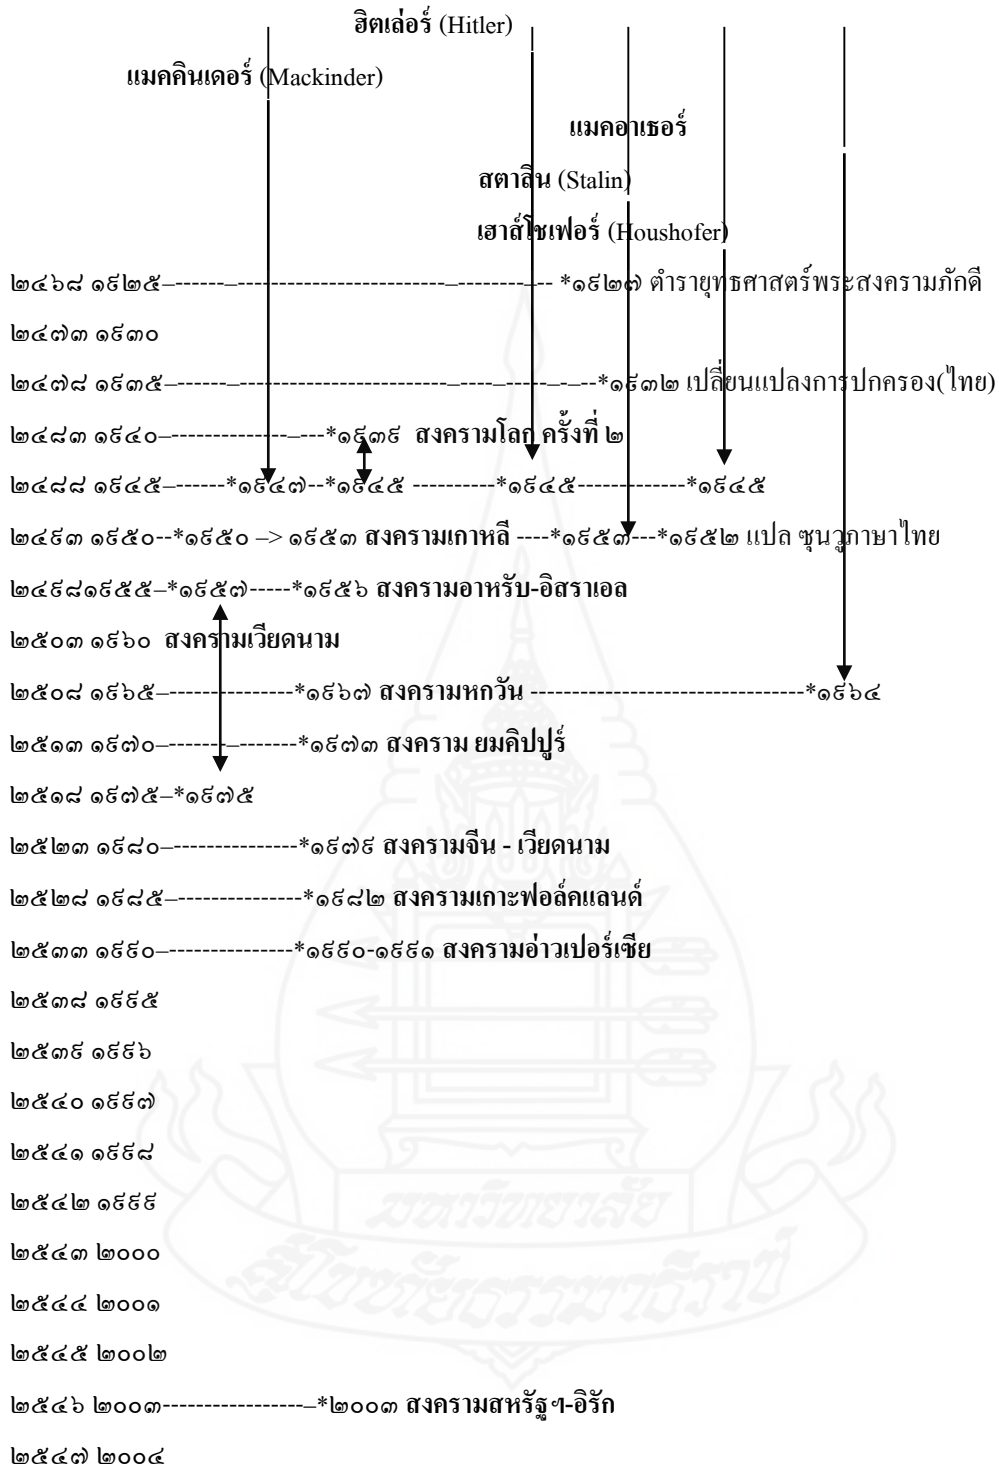 ฮิตเล่อร์ (Hitler)
แมคคินเดอร์ (Mackinder)
แมคอาเธอร์
สตาลิน (Stalin)
เฮาส์โชเฟอร์ (Houshofer)
๒๔๖๘ ๑๙๒๕–------–-------------------------–--------–-- *๑๙๒๗ ตำรายุทธศาสตร์พระสงครามภักดี
๒๔๗๓ ๑๙๓๐
๒๔๗๘ ๑๙๓๕–------–-------------------------–----–-----–-–--*๑๙๓๒ เปลี่ยนแปลงการปกครอง(ไทย)
๒๔๘๓ ๑๙๔๐–--------------–---*๑๙๓๙ สงครามโลก ครั้งที่ ๒
๒๔๘๘ ๑๙๔๕–------*๑๙๔๗--*๑๙๔๕ ----------*๑๙๔๕-------------*๑๙๔๕
๒๔๙๓ ๑๙๕๐--*๑๙๕๐ –> ๑๙๕๓ สงครามเกาหลี ----*๑๙๕๓---*๑๙๕๒ แปล ซุนวูภาษาไทย
๒๔๙๘๑๙๕๕–*๑๙๕๗-----*๑๙๕๖ สงครามอาหรับ-อิสราเอล
๒๕๐๓ ๑๙๖๐ สงครามเวียดนาม
๒๕๐๘ ๑๙๖๕–---------------*๑๙๖๗ สงครามหกวัน ---------------------------------*๑๙๖๔
๒๕๑๓ ๑๙๗๐–-------–-------*๑๙๗๓ สงคราม ยมคิปปูร์
๒๕๑๘ ๑๙๗๕–*๑๙๗๕
๒๕๒๓ ๑๙๘๐–---------------*๑๙๗๙ สงครามจีน - เวียดนาม
๒๕๒๘ ๑๙๘๕–---------------*๑๙๘๒ สงครามเกาะฟอล์คแลนด์
๒๕๓๓ ๑๙๙๐–---------------*๑๙๙๐-๑๙๙๑ สงครามอ่าวเปอร์เซีย
๒๕๓๘ ๑๙๙๕
๒๕๓๙ ๑๙๙๖
๒๕๔๐ ๑๙๙๗
๒๕๔๑ ๑๙๙๘
๒๕๔๒ ๑๙๙๙
มหาวิทยาลัย
๒๕๔๓ ๒๐๐๐
สุโขทัยธรรมาธิราช
๒๕๔๔ ๒๐๐๑
๒๕๔๕ ๒๐๐๒
๒๕๔๖ ๒๐๐๓-----------------–*๒๐๐๓ สงครามสหรัฐฯ-อิรัก
๒๕๔๗ ๒๐๐๔